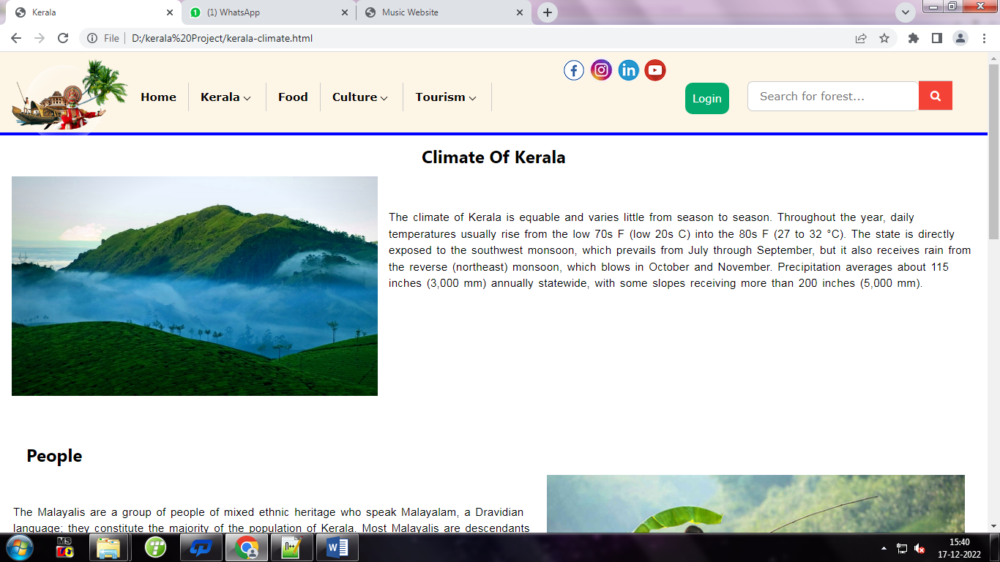 Kerala
(1) WhatsApp
Music Website
File
D:/kerala%20Project/kerala-climate.html
Home
Kerala
Food
Culture
Tourism
Login
Search for forest...
Climate Of Kerala
The climate of Kerala is equable and varies little from season to season. Throughout the year, daily
temperatures usually rise from the low 70s F (low 20s C) into the 80s F (27 to 32 °C). The state is directly
exposed to the southwest monsoon, which prevails from July through September, but it also receives rain from
the reverse (northeast) monsoon, which blows in October and November. Precipitation averages about 115
inches (3,000 mm) annually statewide, with some slopes receiving more than 200 inches (5,000 mm).
People
The Malayalis are a group of people of mixed ethnic heritage who speak Malayalam, a Dravidian
language; they constitute the majority of the population of Kerala. Most Malayalis are descendants
MS
15:40
17-12-2022